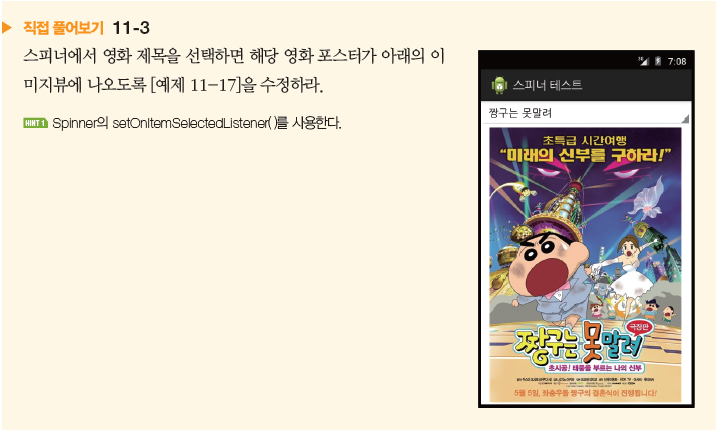 직접 풀어보기 11-3
스피너에서 영화 제목을 선택하면 해당 영화 포스터가 아래의 이
미지뷰에 나오도록 [예제 11-17]을 수정하라.
HINT 1 Spinner의 setOnItemSelectedListener( )를 사용한다.
7:08
스피너 테스트
짱구는 못말려
초특급 시간여행
"미래의 신부를 구하라!"
짱구는 못말려
극장판
초시공! 태풍을 부르는 나의 신부
5월 5일, 좌충우돌 짱구의 결혼식이 진행됩니다!